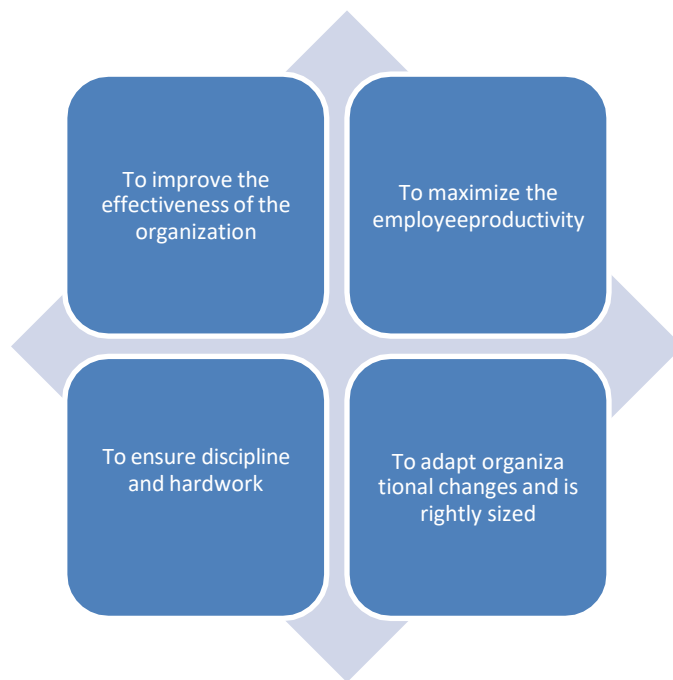 To improve the
effectiveness of the
organization
To maximize the
employeeproductivity
To ensure discipline
and hardwork
To adapt organiza
tional changes and is
rightly sized